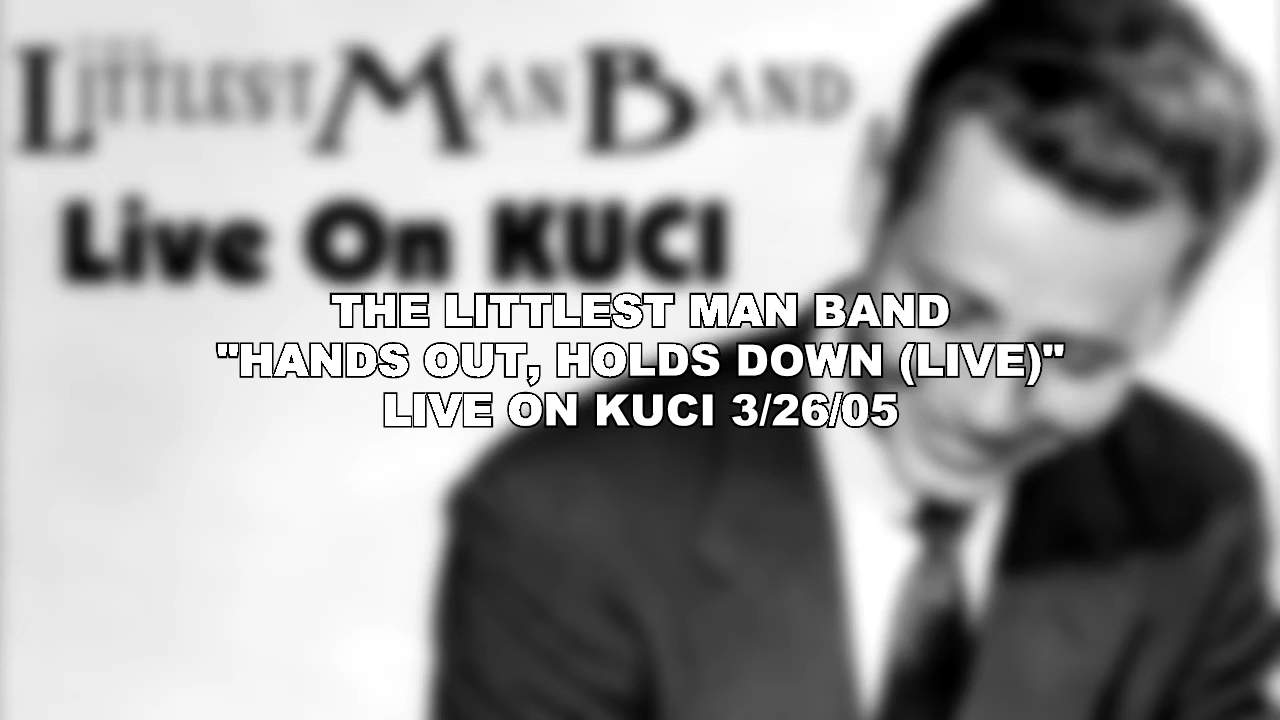 THE
LITTLEST MAN BAND
Live On KUCI
THE LITTLEST MAN BAND
"HANDS OUT, HOLDS DOWN (LIVE)"
LIVE ON KUCI 3/26/05